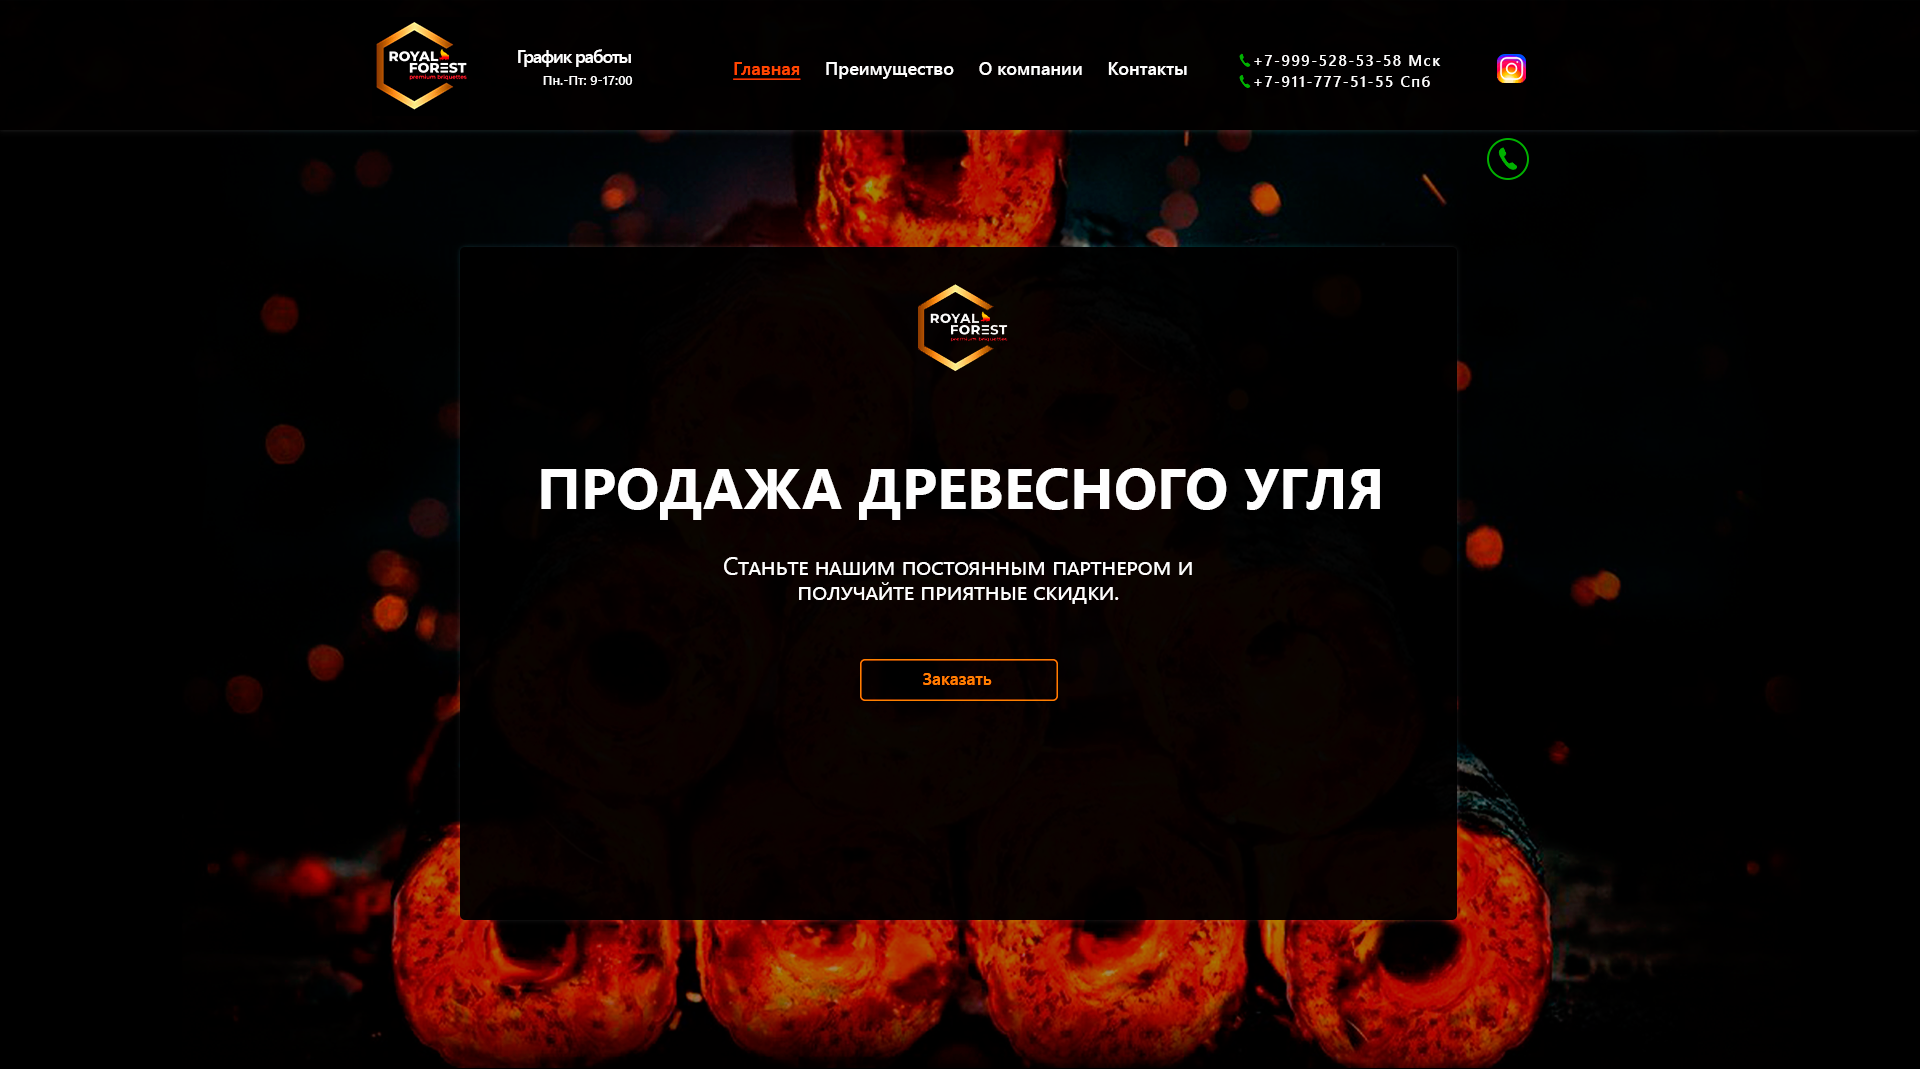 ROYAL
FOREST
premium briquettes
График работы
Пн.-Пт: 9-17:00
Главная
Преимущество
О компании
Контакты
+7-999-528-53-58 Мск
+7-911-777-51-55 Спб
ROYAL
FOREST
premium briquettes
ПРОДАЖА ДРЕВЕСНОГО УГЛЯ
Станьте нашим постоянным партнером и
получайте приятные скидки.
Заказать